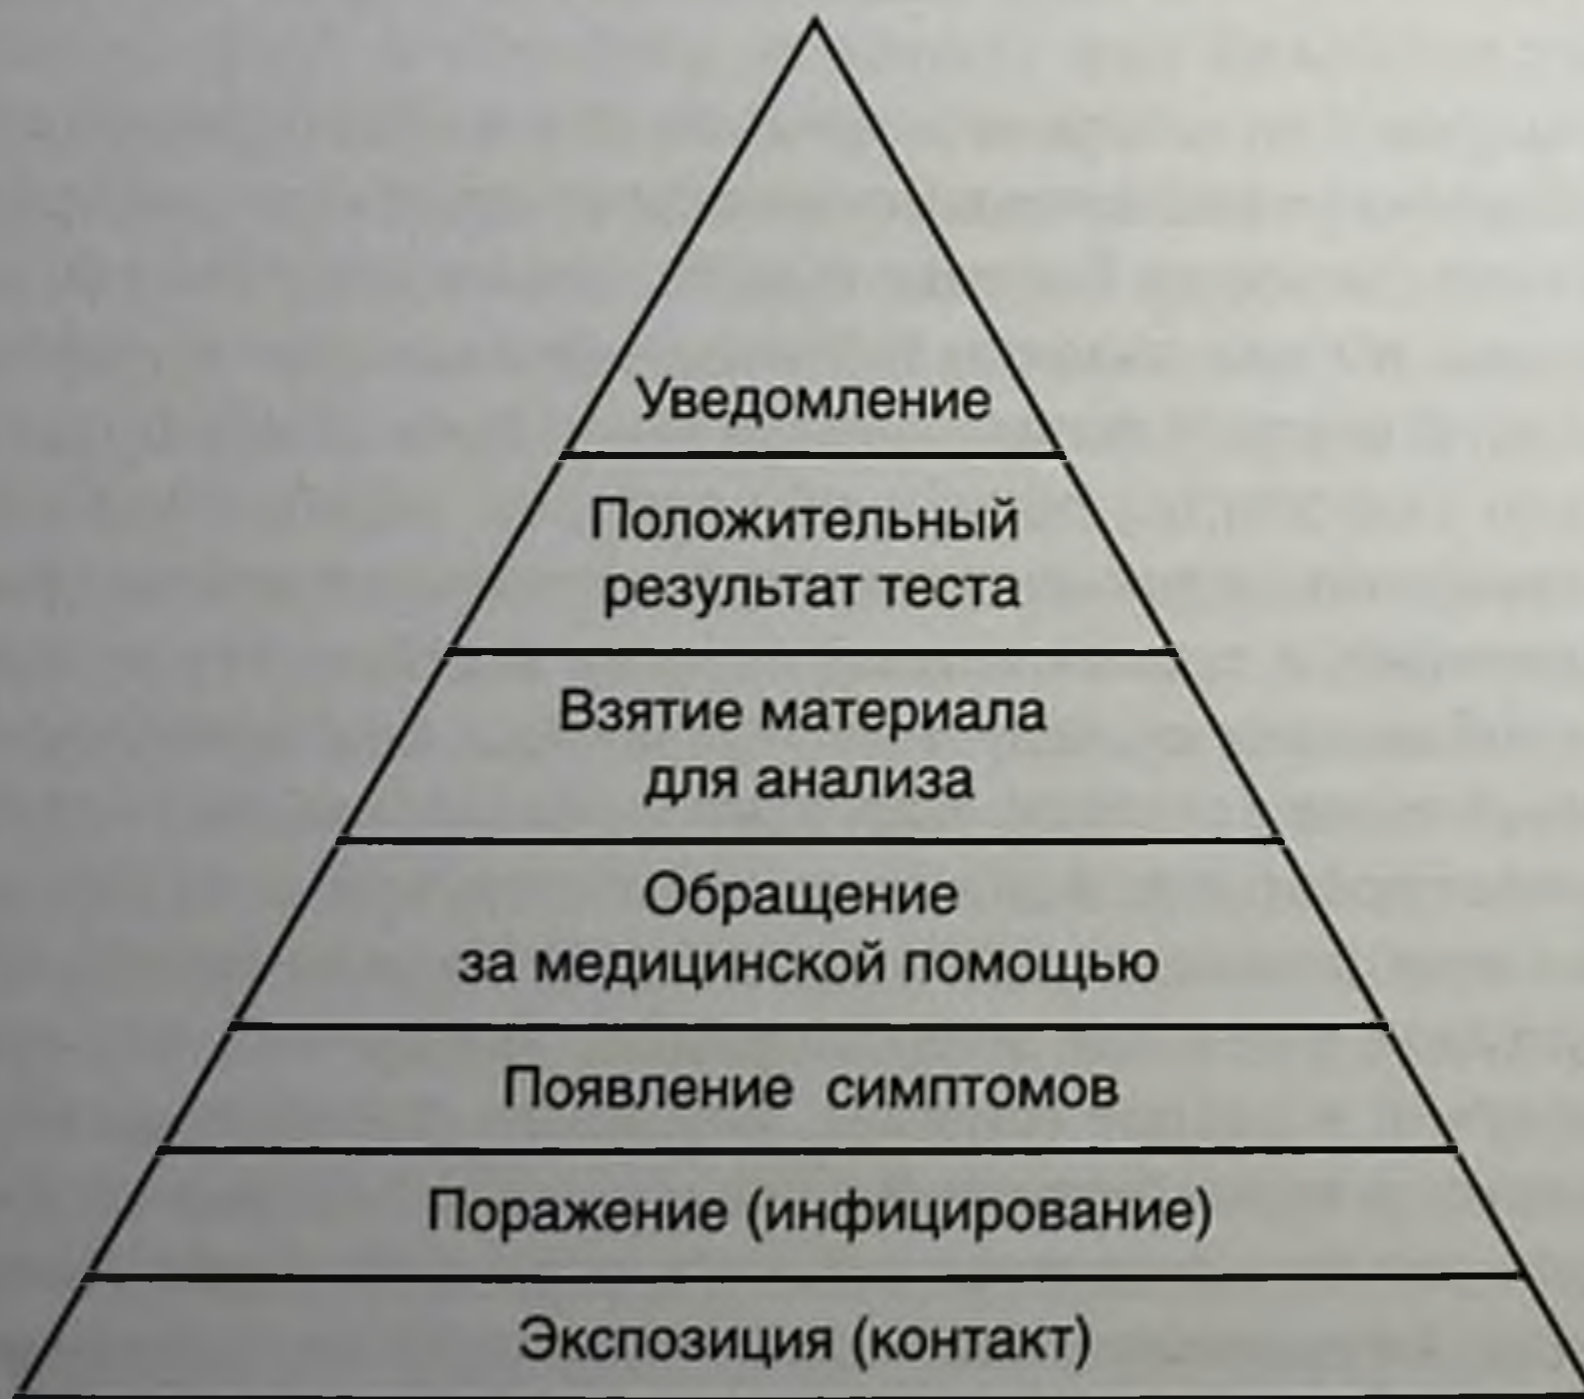 Уведомление
Положительный
результат теста
Взятие материала
для анализа
Обращение
за медицинской помощью
Появление симптомов
Поражение (инфицирование)
Экспозиция (контакт)